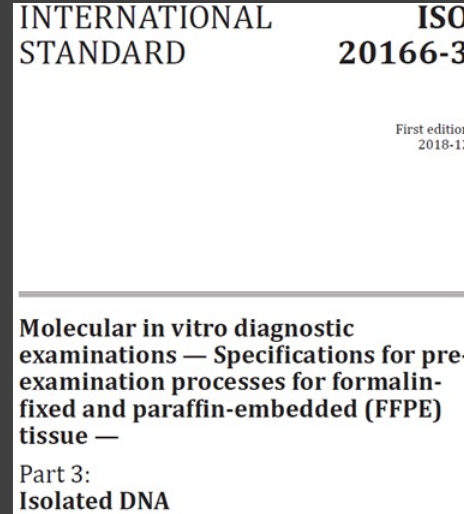 INTERNATIONAL
STANDARD
ISO
20166-3
First edition
2018-12
Molecular in vitro diagnostic
examinations — Specifications for pre-
examination processes for formalin-
fixed and paraffin-embedded (FFPE)
tissue —
Part 3:
Isolated DNA